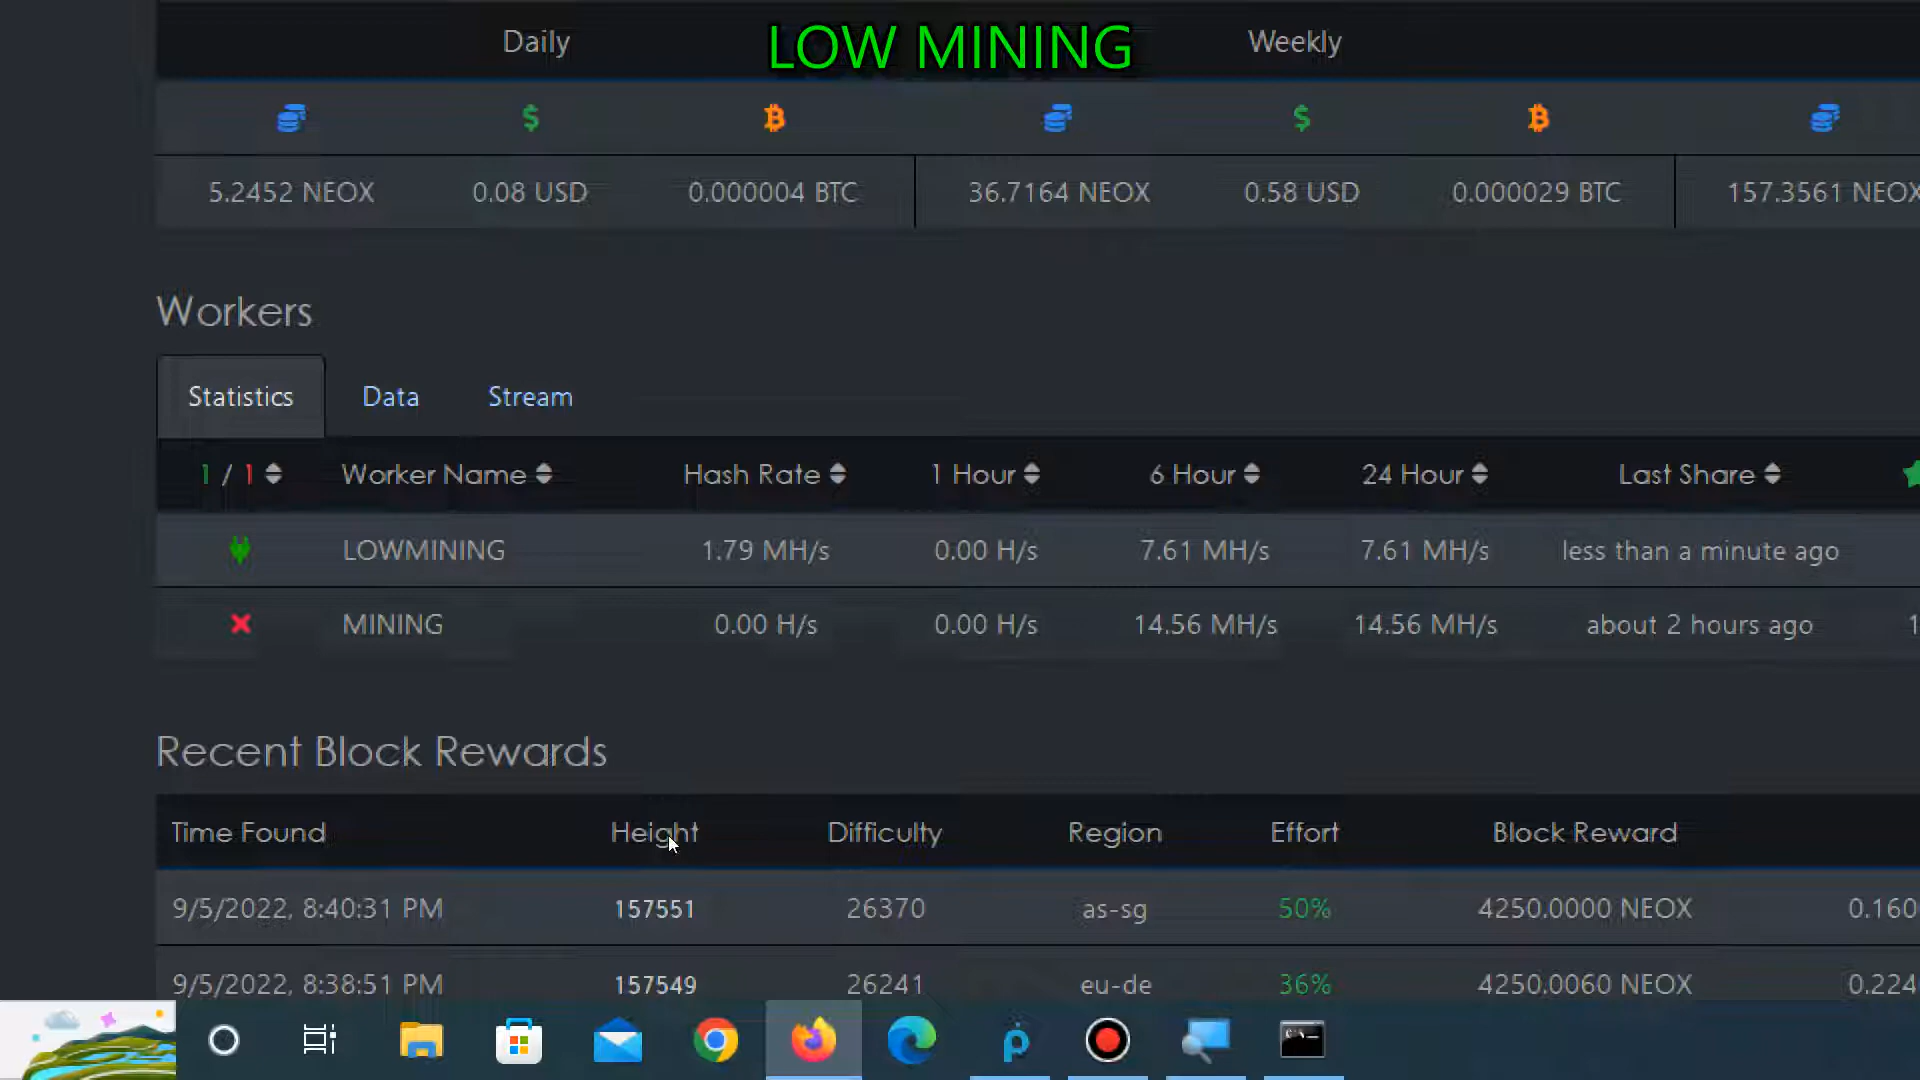 LOW MINING
Daily Weekly
5.2452 NEOX 0.08 USD 0.000004 BTC 36.7164 NEOX 0.58 USD 0.000029 BTC 157.3561 NEOX
Workers
Statistics Data Stream
1 / 1 Worker Name Hash Rate 1 Hour 6 Hour 24 Hour Last Share
LOWMINING 1.79 MH/s 0.00 H/s 7.61 MH/s 7.61 MH/s less than a minute ago
MINING 0.00 H/s 0.00 H/s 14.56 MH/s 14.56 MH/s about 2 hours ago 1
Recent Block Rewards
Time Found Height Difficulty Region Effort Block Reward
9/5/2022, 8:40:31 PM 157551 26370 as-sg 50% 4250.0000 NEOX 0.160
9/5/2022, 8:38:51 PM 157549 26241 eu-de 36% 4250.0060 NEOX 0.224